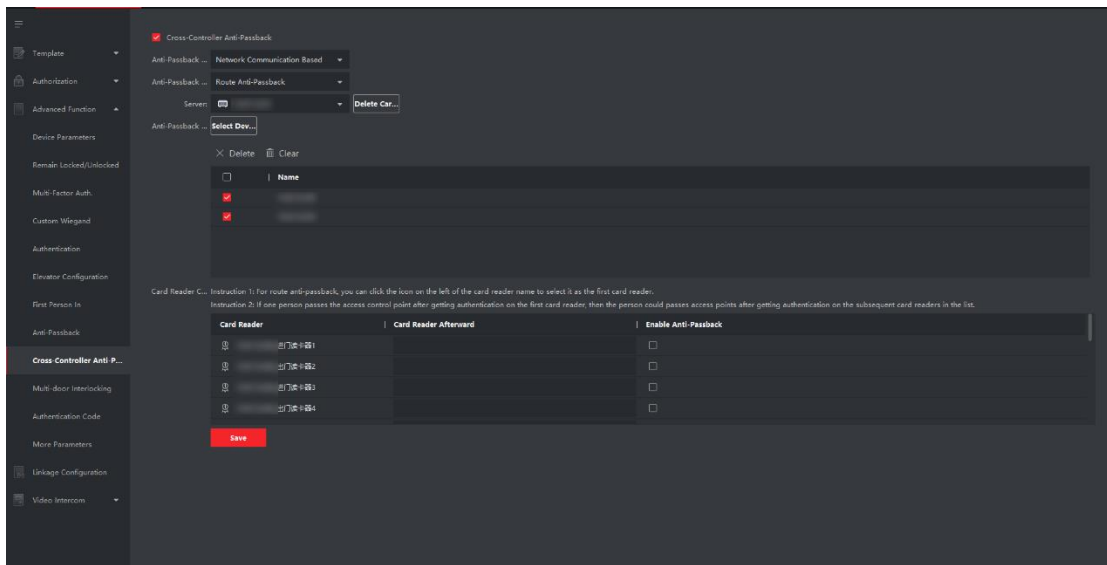 Cross-Controller Anti-Passback
Template
Anti-Passback ... Network Communication Based
Authorization
Anti-Passback ... Route Anti-Passback
Advanced Function
Server: Delete Car...
Anti-Passback ... Select Dev...
Device Parameters
Delete Clear
Remain Locked/Unlocked
Name
Multi-Factor Auth.
Custom Wiegand
Authentication
Elevator Configuration
Card Reader C... Instruction 1: For route anti-passback, you can click the icon on the left of the card reader name to select it as the first card reader.
First Person In
Instruction 2: If one person passes the access control point after getting authentication on the first card reader, then the person could passes access points after getting authentication on the subsequent card readers in the list.
Card Reader Card Reader Afterward Enable Anti-Passback
Anti-Passback
进门读卡器1
Cross-Controller Anti-P...
出门读卡器2
Multi-door Interlocking
进门读卡器3
出门读卡器4
Authentication Code
Save
More Parameters
Linkage Configuration
Video Intercom